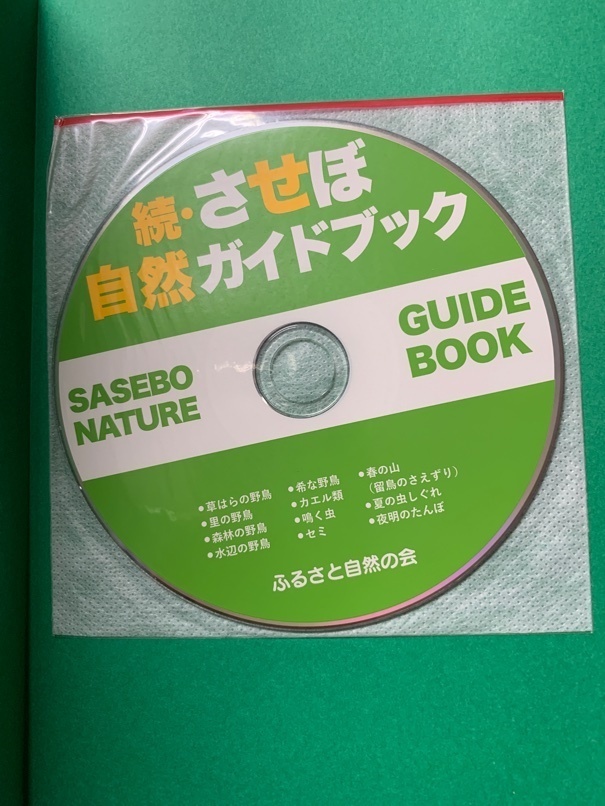 続・させぼ
自然ガイドブック
SASEBO
NATURE
GUIDE
BOOK
●草はらの野鳥
●里の野鳥
●森林の野鳥
●水辺の野鳥
●希な野鳥
●カエル類
●鳴く虫
●セミ
●春の山
（留鳥のさえずり）
●夏の虫しぐれ
●夜明のたんぼ
ふるさと自然の会